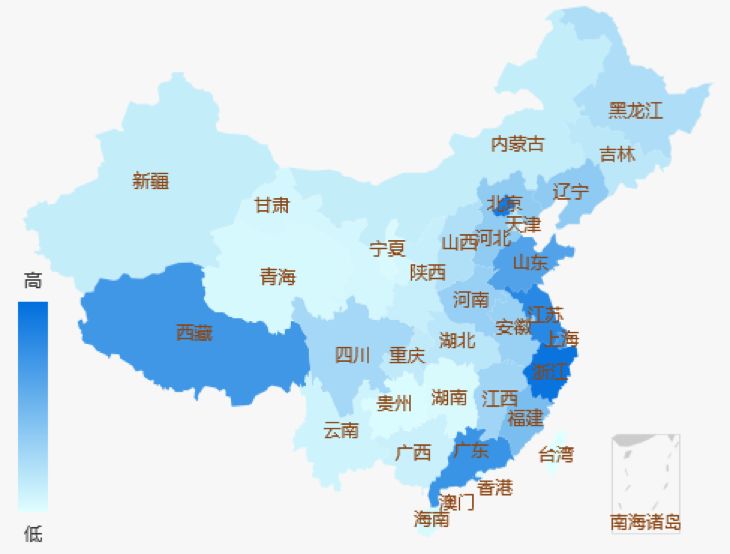 黑龙江
内蒙古
吉林
新疆
辽宁
北京
甘肃
天津
河北
山西
宁夏
山东
陕西
青海
高
河南
江苏
安徽
西藏
上海
湖北
四川
重庆
浙江
江西
湖南
贵州
福建
云南
广东
广西
台湾
香港
澳门
海南
南海诸岛
低